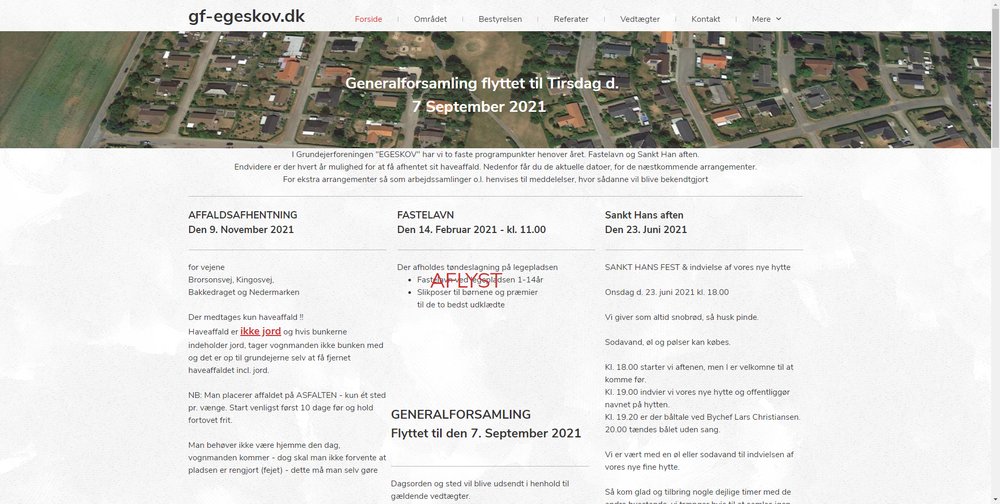 gf-egeskov.dk
Forside
Området
Bestyrelsen
Referater
Vedtægter
Kontakt
Mere
Generalforsamling flyttet til Tirsdag d.
7 September 2021
I Grundejerforeningen "EGESKOV" har vi to faste programpunkter henover året. Fastelavn og Sankt Han aften.
Endvidere er der hvert år mulighed for at få afhentet sit haveaffald. Nedenfor får du de aktuelle datoer, for de næstkommende arrangementer.
For ekstra arrangementer så som arbejdssamlinger o.l. henvises til meddelelser, hvor sådanne vil blive bekendtgjort
AFFALDSAFHENTNING
Den 9. November 2021
for vejene
Brorsonsvej, Kingosvej,
Bakkedraget og Nedermarken
Der medtages kun haveaffald !!
Haveaffald er ikke jord og hvis bunkerne
indeholder jord, tager vognmanden ikke bunken med
og det er op til grundejerne selv at få fjernet
haveaffaldet incl. jord.
NB: Man placerer affaldet på ASFALTEN - kun ét sted
pr. vænge. Start venligst først 10 dage før og hold
fortovet frit.
Man behøver ikke være hjemme den dag,
vognmanden kommer - dog skal man ikke forvente at
pladsen er rengjort (fejet) - dette må man selv gøre
FASTELAVN
Den 14. Februar 2021 - kl. 11.00
Der afholdes tøndeslagning på legepladsen
AFLYST
Fastelavn ved legepladsen 1-14år
Slikposer til børnene og præmier
til de to bedst udklædte
GENERALFORSAMLING
Flyttet til den 7. September 2021
Dagsorden og sted vil blive udsendt i henhold til
gældende vedtægter.
Sankt Hans aften
Den 23. Juni 2021
SANKT HANS FEST & indvielse af vores nye hytte
Onsdag d. 23. juni 2021 kl. 18.00
Vi giver som altid snobrød, så husk pinde.
Sodavand, øl og pølser kan købes.
Kl. 18.00 starter vi aftenen, men I er velkomne til at
komme før.
Kl. 19.00 indvier vi vores nye hytte og offentliggør
navnet på hytten.
Kl. 19.20 er der båltale ved Bychef Lars Christiansen.
20.00 tændes bålet uden sang.
Vi er vært med en øl eller sodavand til indvielsen af
vores nye fine hytte.
Så kom glad og tilbring nogle dejlige timer med de
andre husstande, vi trænger hvis til at samles igen